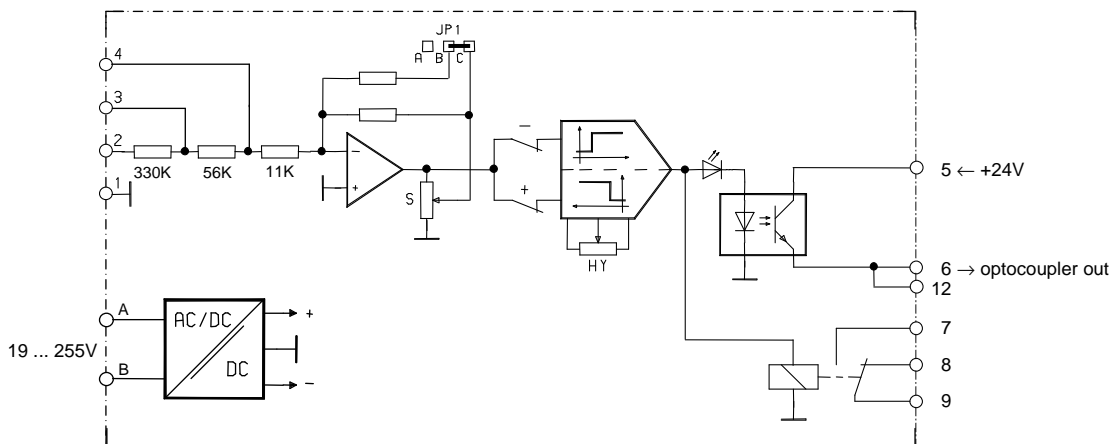 JP1
A B C
4
3
2
330K
56K
11K
1
−
+
S
−
+
HY
5 ← +24V
6 → optocoupler out
12
7
8
9
19 ... 255V
A
B
AC/DC
DC
+
−